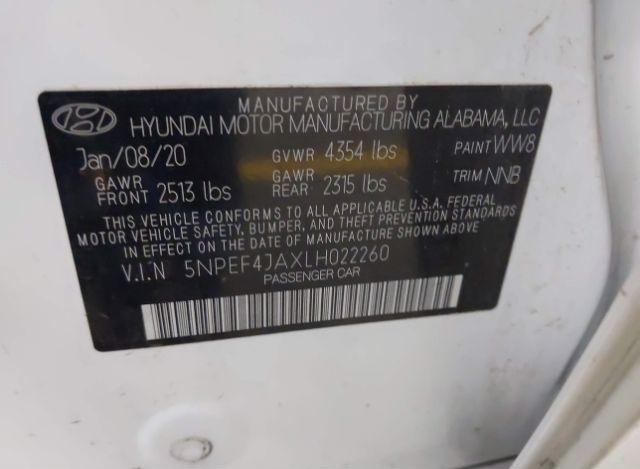 MANUFACTURED BY
HYUNDAI MOTOR MANUFACTURING ALABAMA, LLC
Jan/08/20 GVWR 4354 lbs PAINT WW8
GAWR FRONT 2513 lbs GAWR REAR 2315 lbs TRIM NNB
THIS VEHICLE CONFORMS TO ALL APPLICABLE U.S.A. FEDERAL
MOTOR VEHICLE SAFETY, BUMPER, AND THEFT PREVENTION STANDARDS
IN EFFECT ON THE DATE OF MANUFACTURE SHOWN ABOVE
V.I.N 5NPEF4JAXLH022260
PASSENGER CAR